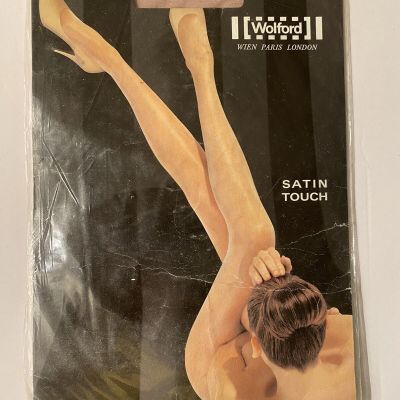 Wolford
WIEN PARIS LONDON
SATIN
TOUCH